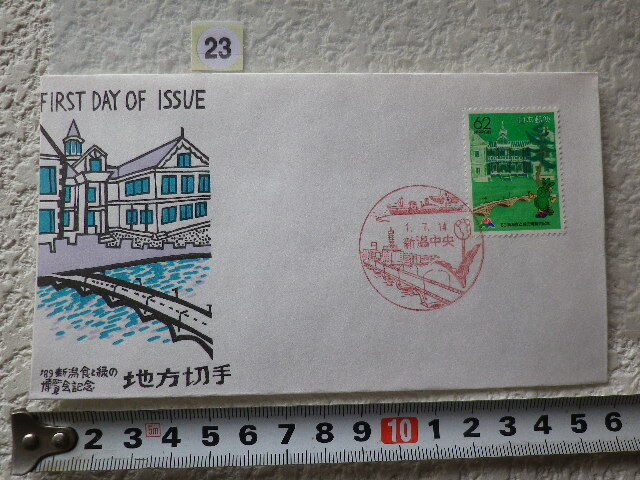 23
FIRST DAY OF ISSUE
62
日本郵便
1. 7. 14
新潟中央
'89新潟食と緑の
博覧会記念
地方切手
2 3 5m 4 5 6 7 8 9 10 1 2 3 4 5 6